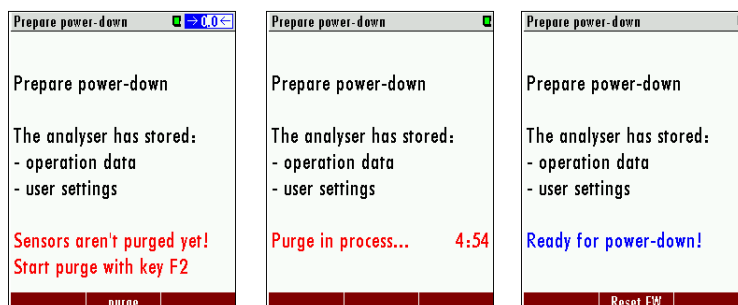 Prepare power-down →0.0←
Prepare power-down
The analyser has stored:
- operation data
- user settings
Sensors aren't purged yet!
Start purge with key F2
purge
Prepare power-down
Prepare power-down
The analyser has stored:
- operation data
- user settings
Purge in process... 4:54
Prepare power-down
Prepare power-down
The analyser has stored:
- operation data
- user settings
Ready for power-down!
Reset FW